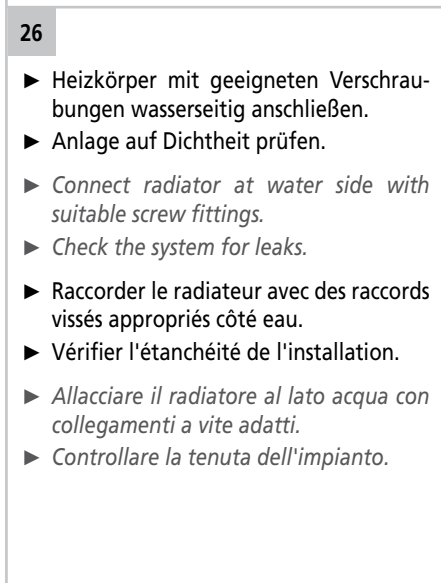 26
► Heizkörper mit geeigneten Verschrau-
bungen wasserseitig anschließen.
► Anlage auf Dichtheit prüfen.
► Connect radiator at water side with
suitable screw fittings.
► Check the system for leaks.
► Raccorder le radiateur avec des raccords
vissés appropriés côté eau.
► Vérifier l'étanchéité de l'installation.
► Allacciare il radiatore al lato acqua con
collegamenti a vite adatti.
► Controllare la tenuta dell'impianto.